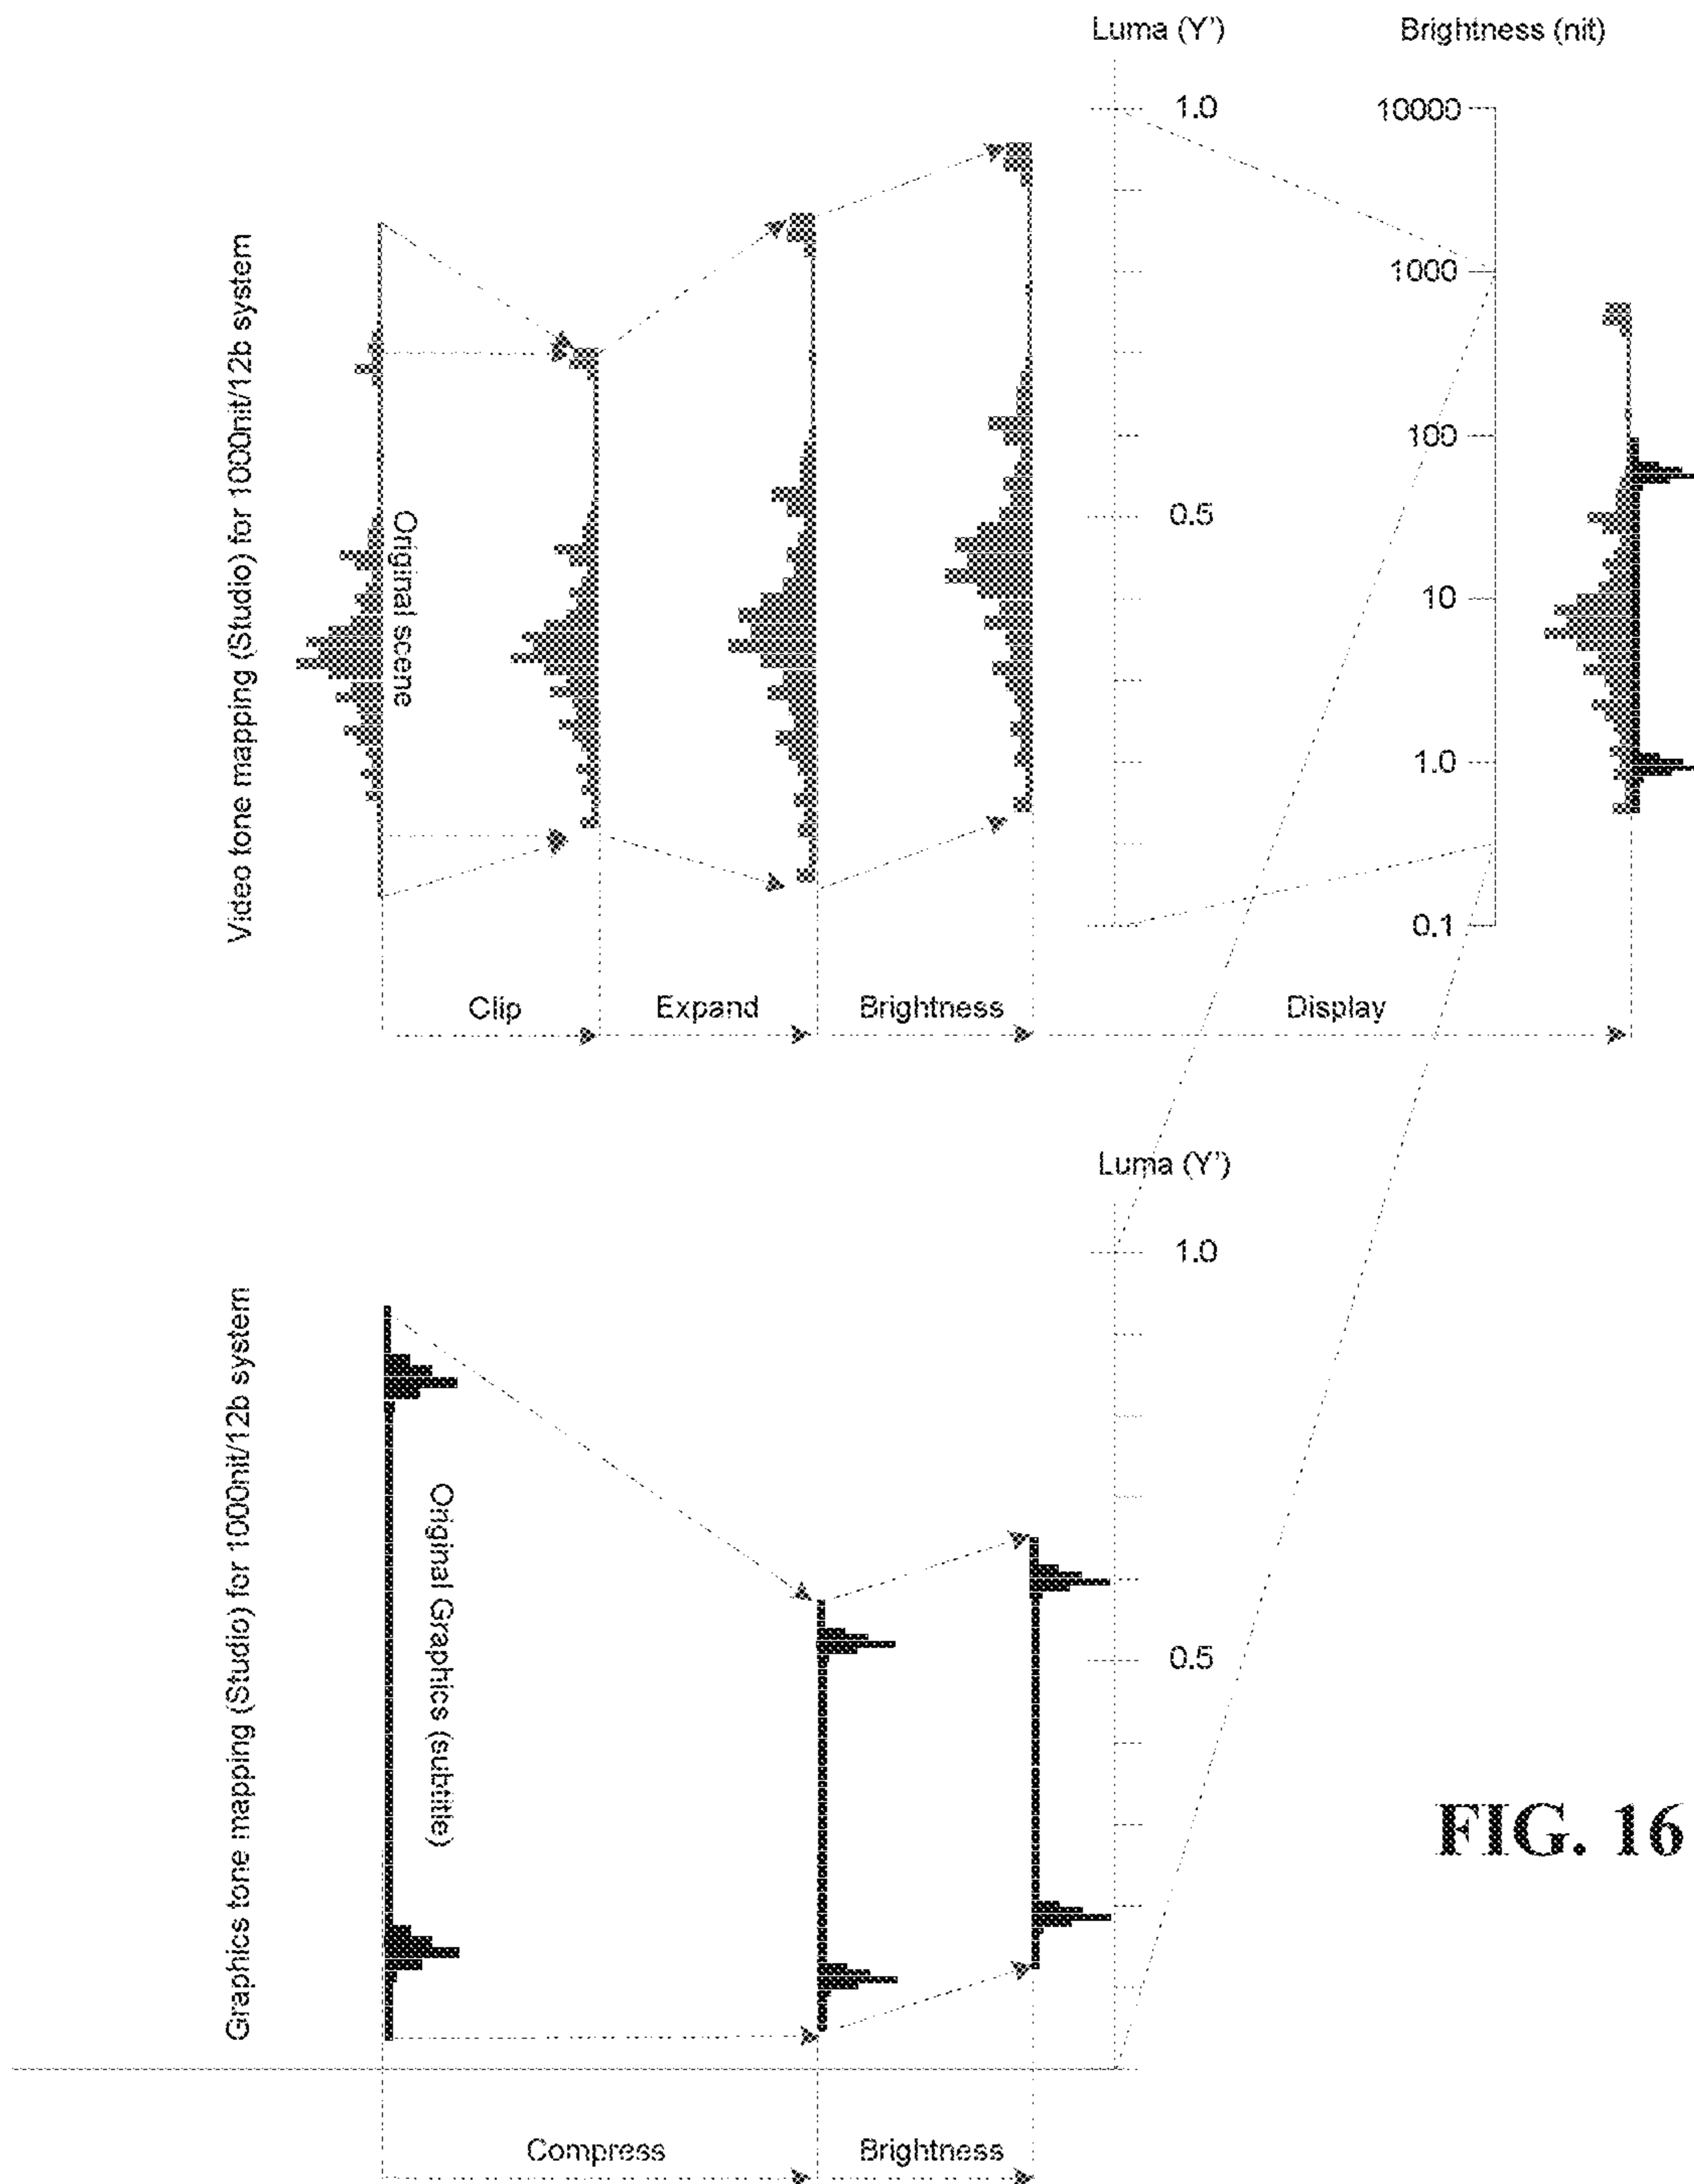 Luma (Y')
Brightness (nit)
1.0
10000
1000
100
0.5
10
1.0
0.1
Video tone mapping (Studio) for 1000nit/12b system
Original scene
Clip
Expand
Brightness
Display
Luma (Y')
1.0
0.5
Graphics tone mapping (Studio) for 1000nit/12b system
Original Graphics (subtitle)
Compress
Brightness
FIG. 16